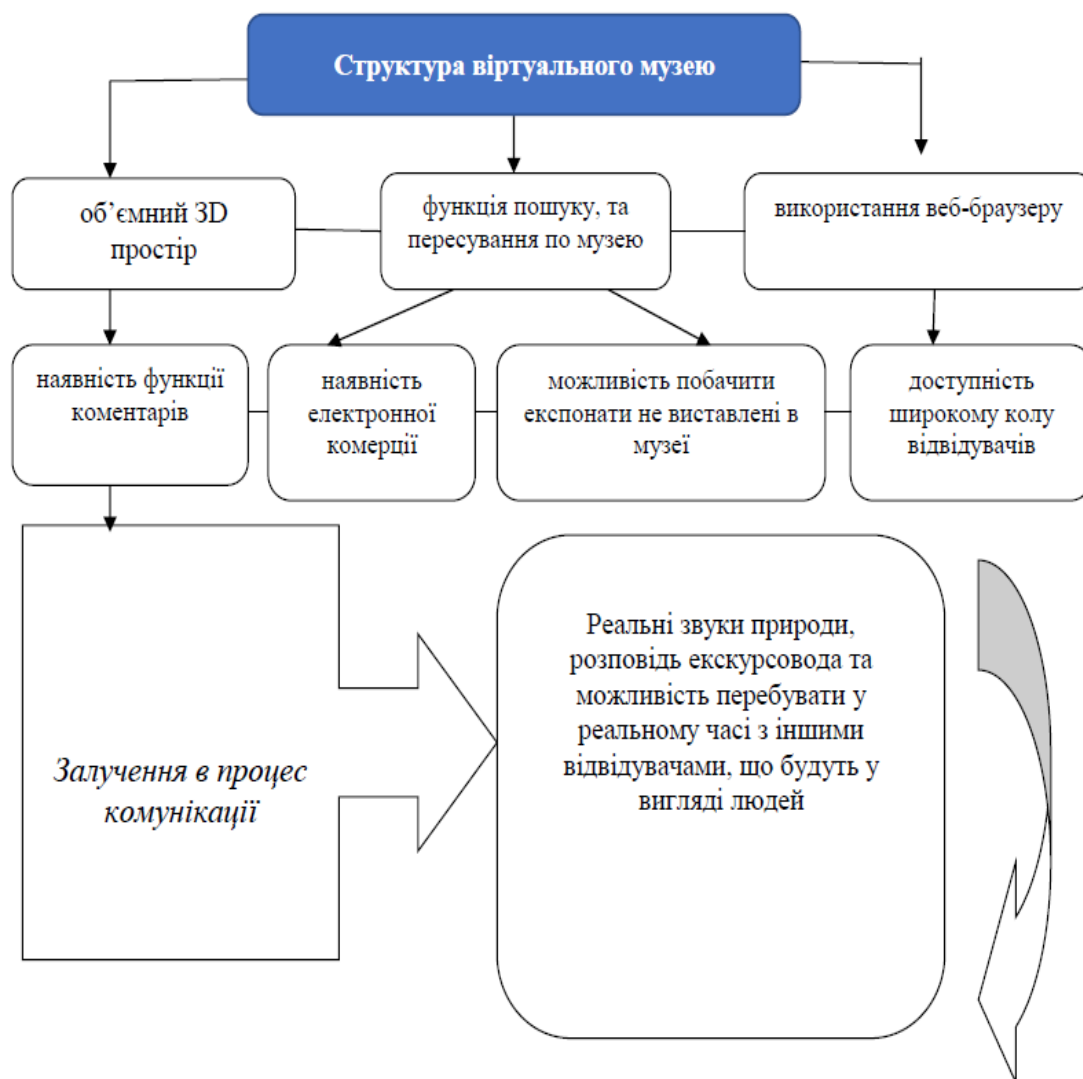 Структура віртуального музею
об’ємний 3D
простір
функція пошуку, та
пересування по музею
використання веб-браузеру
наявність функції
коментарів
наявність
електронної
комерції
можливість побачити
експонати не виставлені в
музеї
доступність
широкому колу
відвідувачів
Залучення в процес
комунікації
Реальні звуки природи,
розповідь екскурсовода та
можливість перебувати у
реальному часі з іншими
відвідувачами, що будуть у
вигляді людей